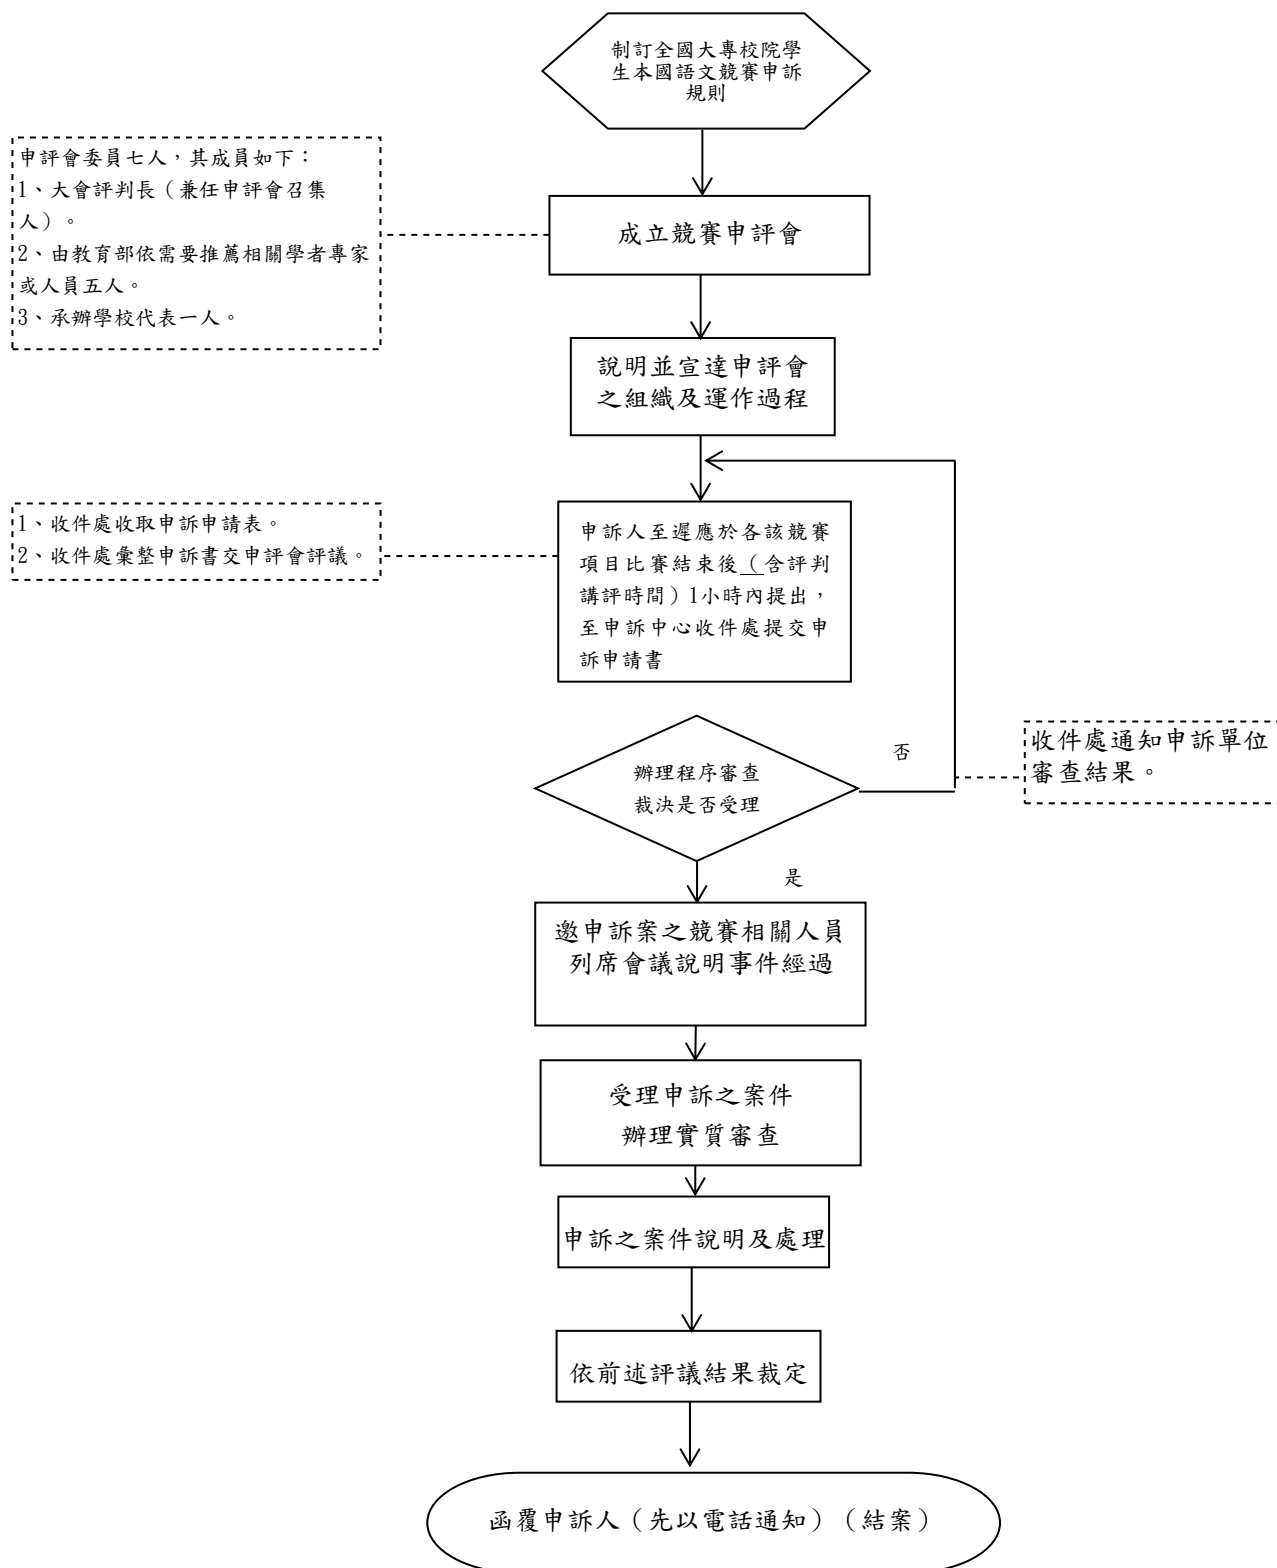 制訂全國大專校院學
生本國語文競賽申訴
規則
申評會委員七人，其成員如下：
1、大會評判長（兼任申評會召集
人）。
2、由教育部依需要推薦相關學者專家
或人員五人。
3、承辦學校代表一人。
成立競賽申評會
說明並宣達申評會
之組織及運作過程
1、收件處收取申訴申請表。
2、收件處彙整申訴書交申評會評議。
申訴人至遲應於各該競賽
項目比賽結束後（含評判
講評時間）1小時內提出，
至申訴中心收件處提交申
訴申請書
辦理程序審查
裁決是否受理
否
收件處通知申訴單位
審查結果。
是
邀申訴案之競賽相關人員
列席會議說明事件經過
受理申訴之案件
辦理實質審查
申訴之案件說明及處理
依前述評議結果裁定
函覆申訴人（先以電話通知）（結案）